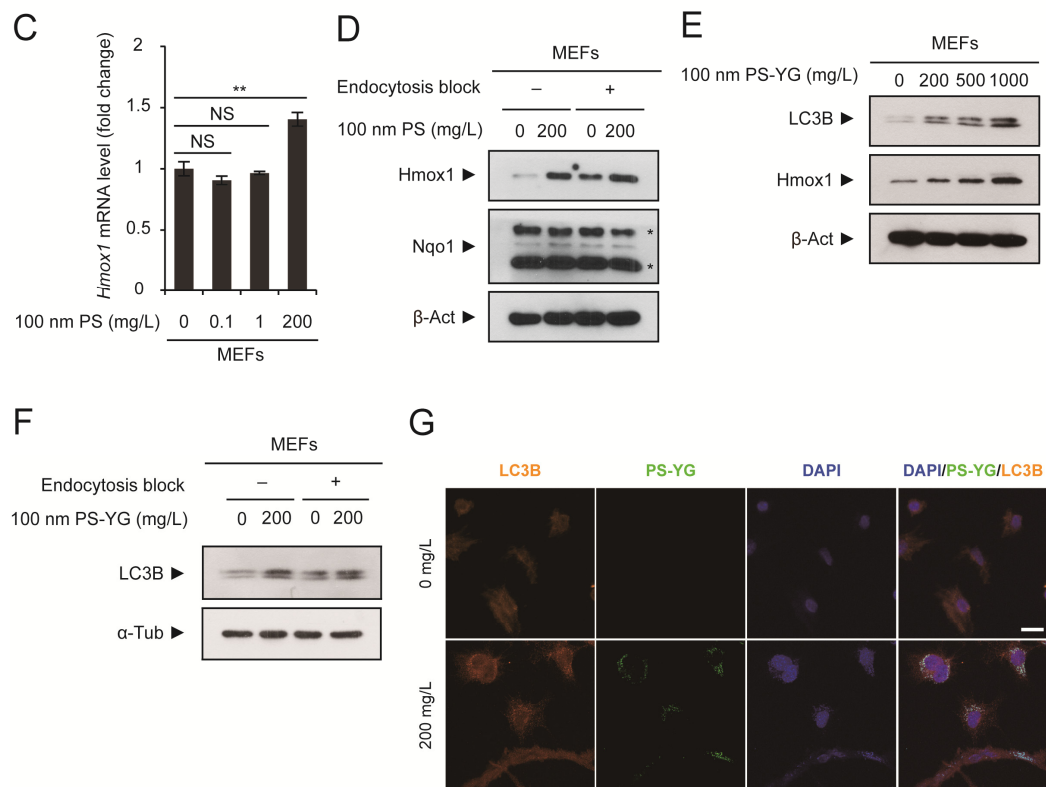 C
Hmox1 mRNA level (fold change)
2
1.5
1
0.5
0
**
NS
NS
100 nm PS (mg/L)
0 0.1 1 200
MEFs
D
MEFs
Endocytosis block
– +
100 nm PS (mg/L)
0 200 0 200
Hmox1 ►
Nqo1 ►
*
*
β-Act ►
E
MEFs
100 nm PS-YG (mg/L)
0 200 500 1000
LC3B ►
Hmox1 ►
β-Act ►
F
MEFs
Endocytosis block
– +
100 nm PS-YG (mg/L)
0 200 0 200
LC3B ►
α-Tub ►
G
LC3B PS-YG DAPI DAPI/PS-YG/LC3B
0 mg/L
200 mg/L